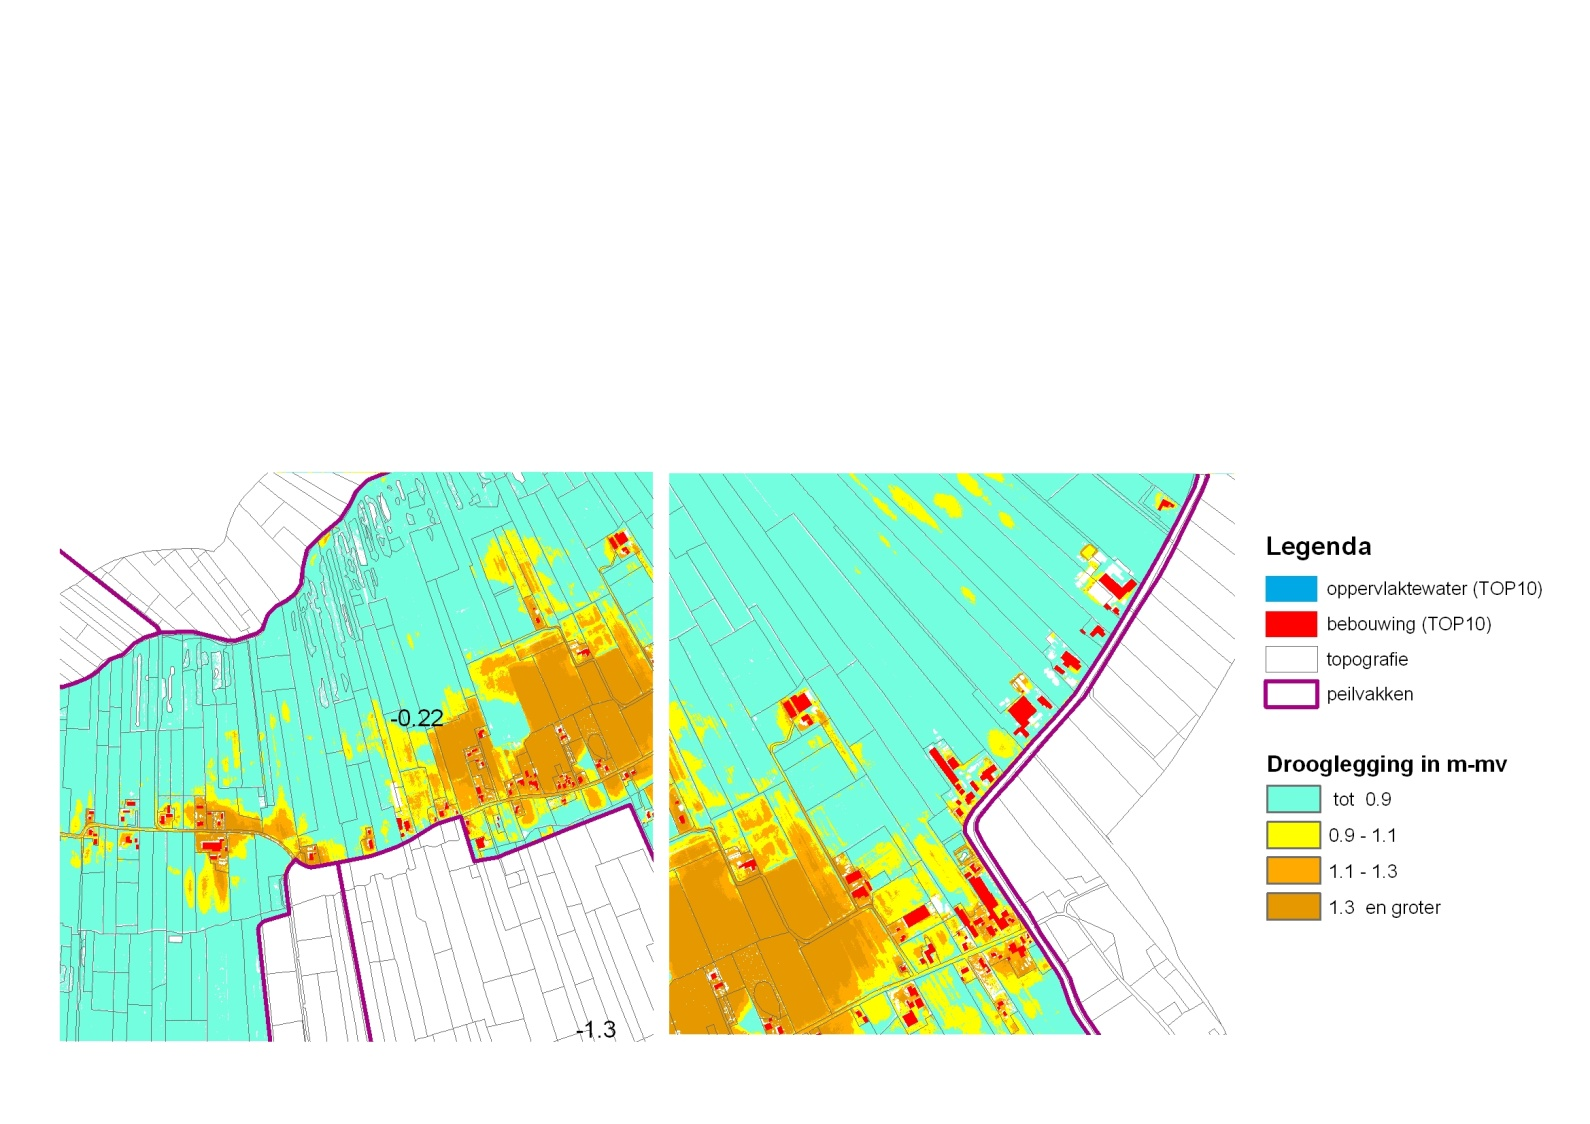 -0.22
-1.3
Legenda
oppervlaktewater (TOP10)
bebouwing (TOP10)
topografie
peilvakken
Drooglegging in m-mv
tot 0.9
0.9 - 1.1
1.1 - 1.3
1.3 en groter